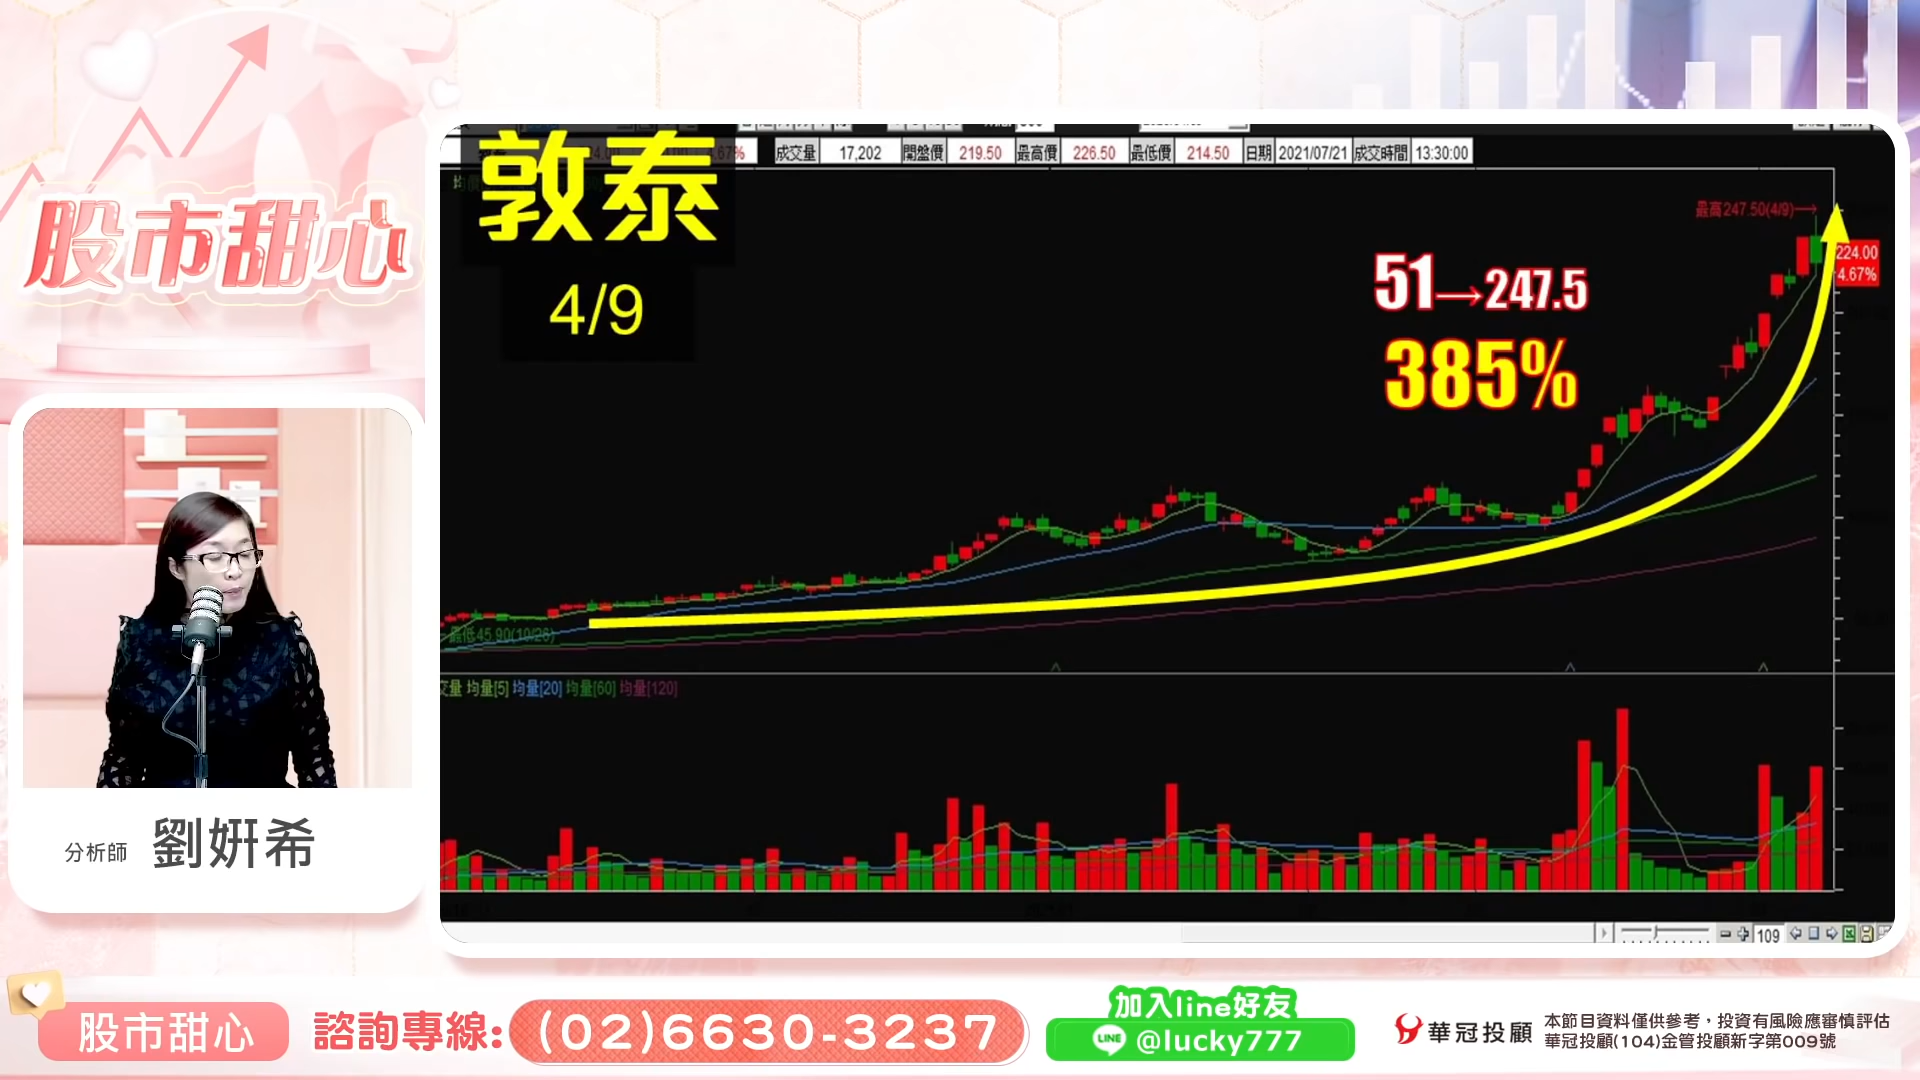 股市甜心
分析師 劉妍希
4.67%
成交量 17,202 開盤價 219.50 最高價 226.50 最低價 214.50 日期 2021/07/21 成交時間 13:30:00
敦泰
4/9
最高247.50(4/9)→
224.00
4.67%
51→247.5
385%
最低45.90(10/26)
交量 均量[5] 均量[20] 均量[60] 均量[120]
109
股市甜心
諮詢專線:(02)6630-3237
加入line好友
LINE @lucky777
華冠投顧
本節目資料僅供參考，投資有風險應審慎評估
華冠投顧(104)金管投顧新字第009號